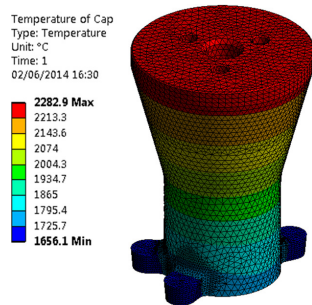 Temperature of Cap
Type: Temperature
Unit: °C
Time: 1
02/06/2014 16:30
2282.9 Max
2213.3
2143.6
2074
2004.3
1934.7
1865
1795.4
1725.7
1656.1 Min